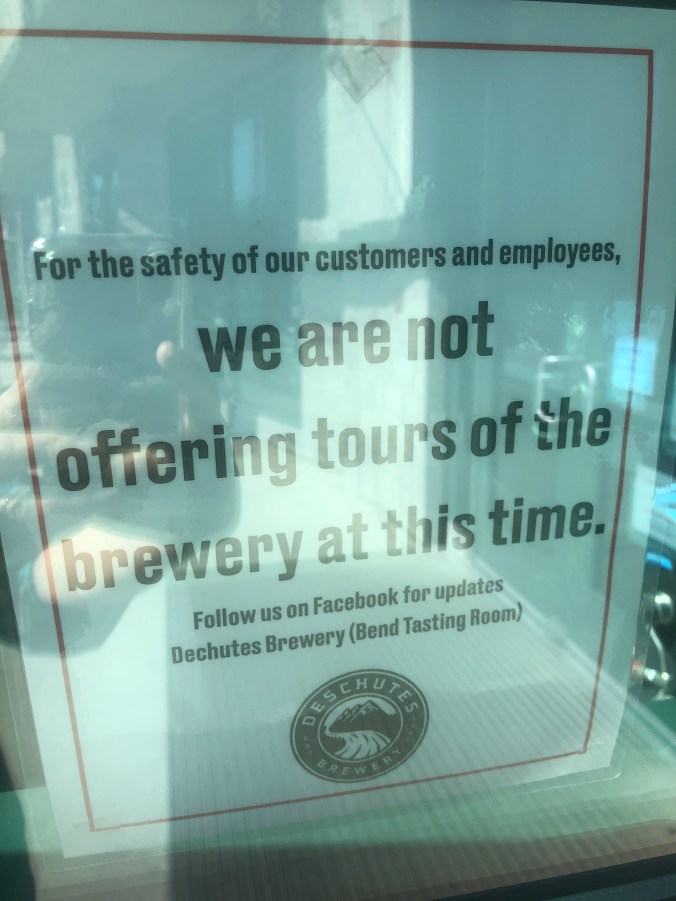 For the safety of our customers and employees,
we are not
offering tours of the
brewery at this time.
Follow us on Facebook for updates
Dechutes Brewery (Bend Tasting Room)
DESCHUTES
BREWERY